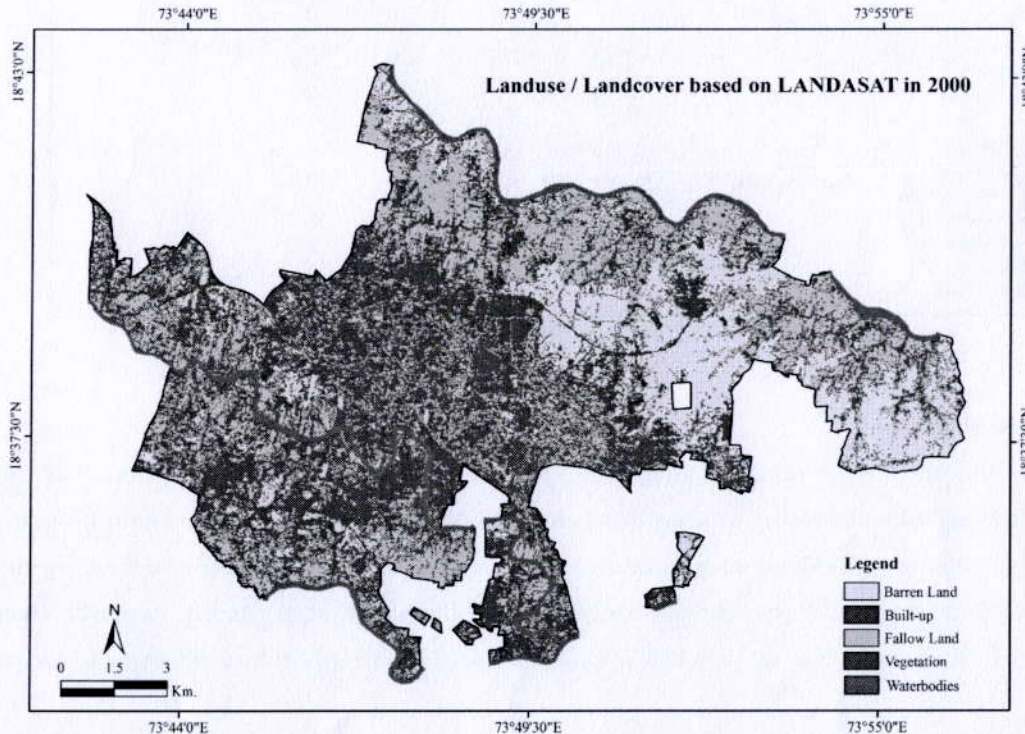 73°44'0"E 73°49'30"E 73°55'0"E
18°43'0"N
Landuse / Landcover based on LANDASAT in 2000
18°37'30"N
Legend
Barren Land
Built-up
Fallow Land
Vegetation
Waterbodies
N
0 1.5 3
Km.
73°44'0"E 73°49'30"E 73°55'0"E